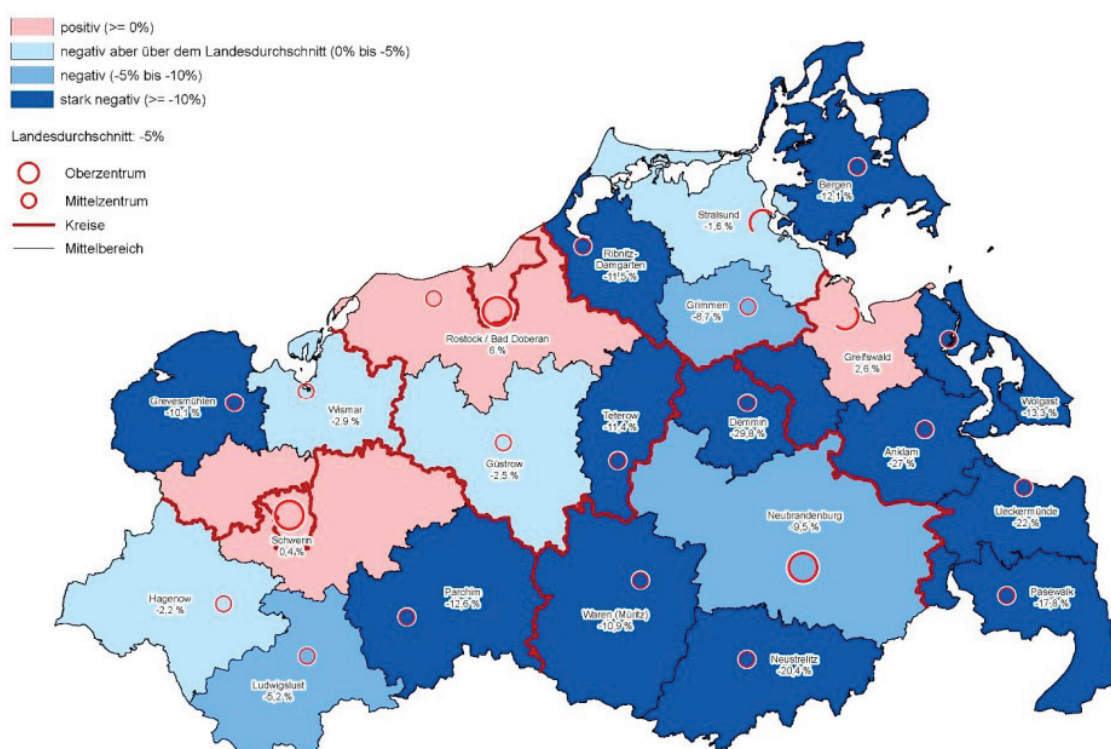 positiv (>= 0%)
negativ aber über dem Landesdurchschnitt (0% bis -5%)
negativ (-5% bis -10%)
stark negativ (>= -10%)
Landesdurchschnitt: -5%
Oberzentrum
Mittelzentrum
Kreise
Mittelbereich
Bergen
-12,1 %
Stralsund
-1,6 %
Ribnitz-
Damgarten
-11,5 %
Grimmen
-8,7 %
Rostock / Bad Doberan
6 %
Greifswald
2,6 %
Grevesmühlen
-10,1 %
Wismar
-2,9 %
Wolgast
-13,3 %
Teterow
-11,4 %
Demmin
-29,8 %
Anklam
-27 %
Güstrow
-2,5 %
Ueckermünde
-22 %
Neubrandenburg
-9,5 %
Schwerin
0,4 %
Hagenow
-2,2 %
Parchim
-12,6 %
Waren (Müritz)
-10,9 %
Pasewalk
-17,8 %
Neustrelitz
-20,4 %
Ludwigslust
-5,2 %